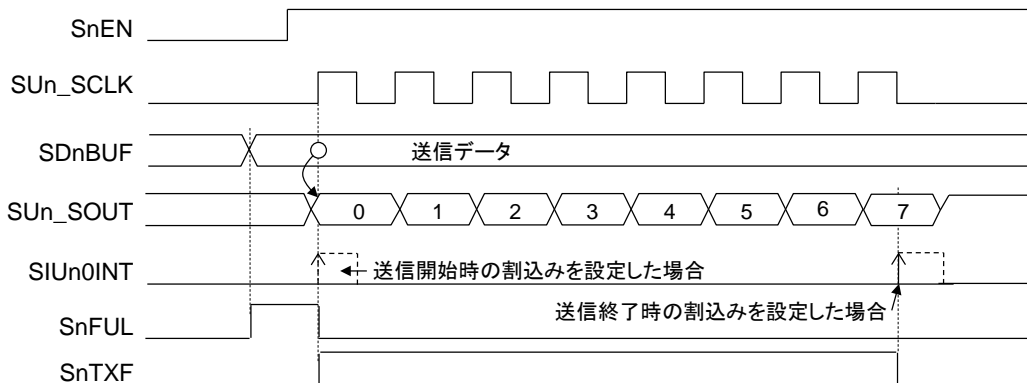 SnEN
SUn_SCLK
SDnBUF
送信データ
SUn_SOUT
0 1 2 3 4 5 6 7
SIUn0INT
送信開始時の割込みを設定した場合
送信終了時の割込みを設定した場合
SnFUL
SnTXF